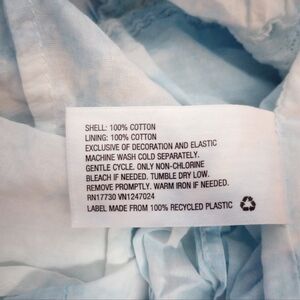 SHELL: 100% COTTON
LINING: 100% COTTON
EXCLUSIVE OF DECORATION AND ELASTIC
MACHINE WASH COLD SEPARATELY.
GENTLE CYCLE. ONLY NON-CHLORINE
BLEACH IF NEEDED. TUMBLE DRY LOW.
REMOVE PROMPTLY. WARM IRON IF NEEDED.
RN17730 VN1247024
LABEL MADE FROM 100% RECYCLED PLASTIC